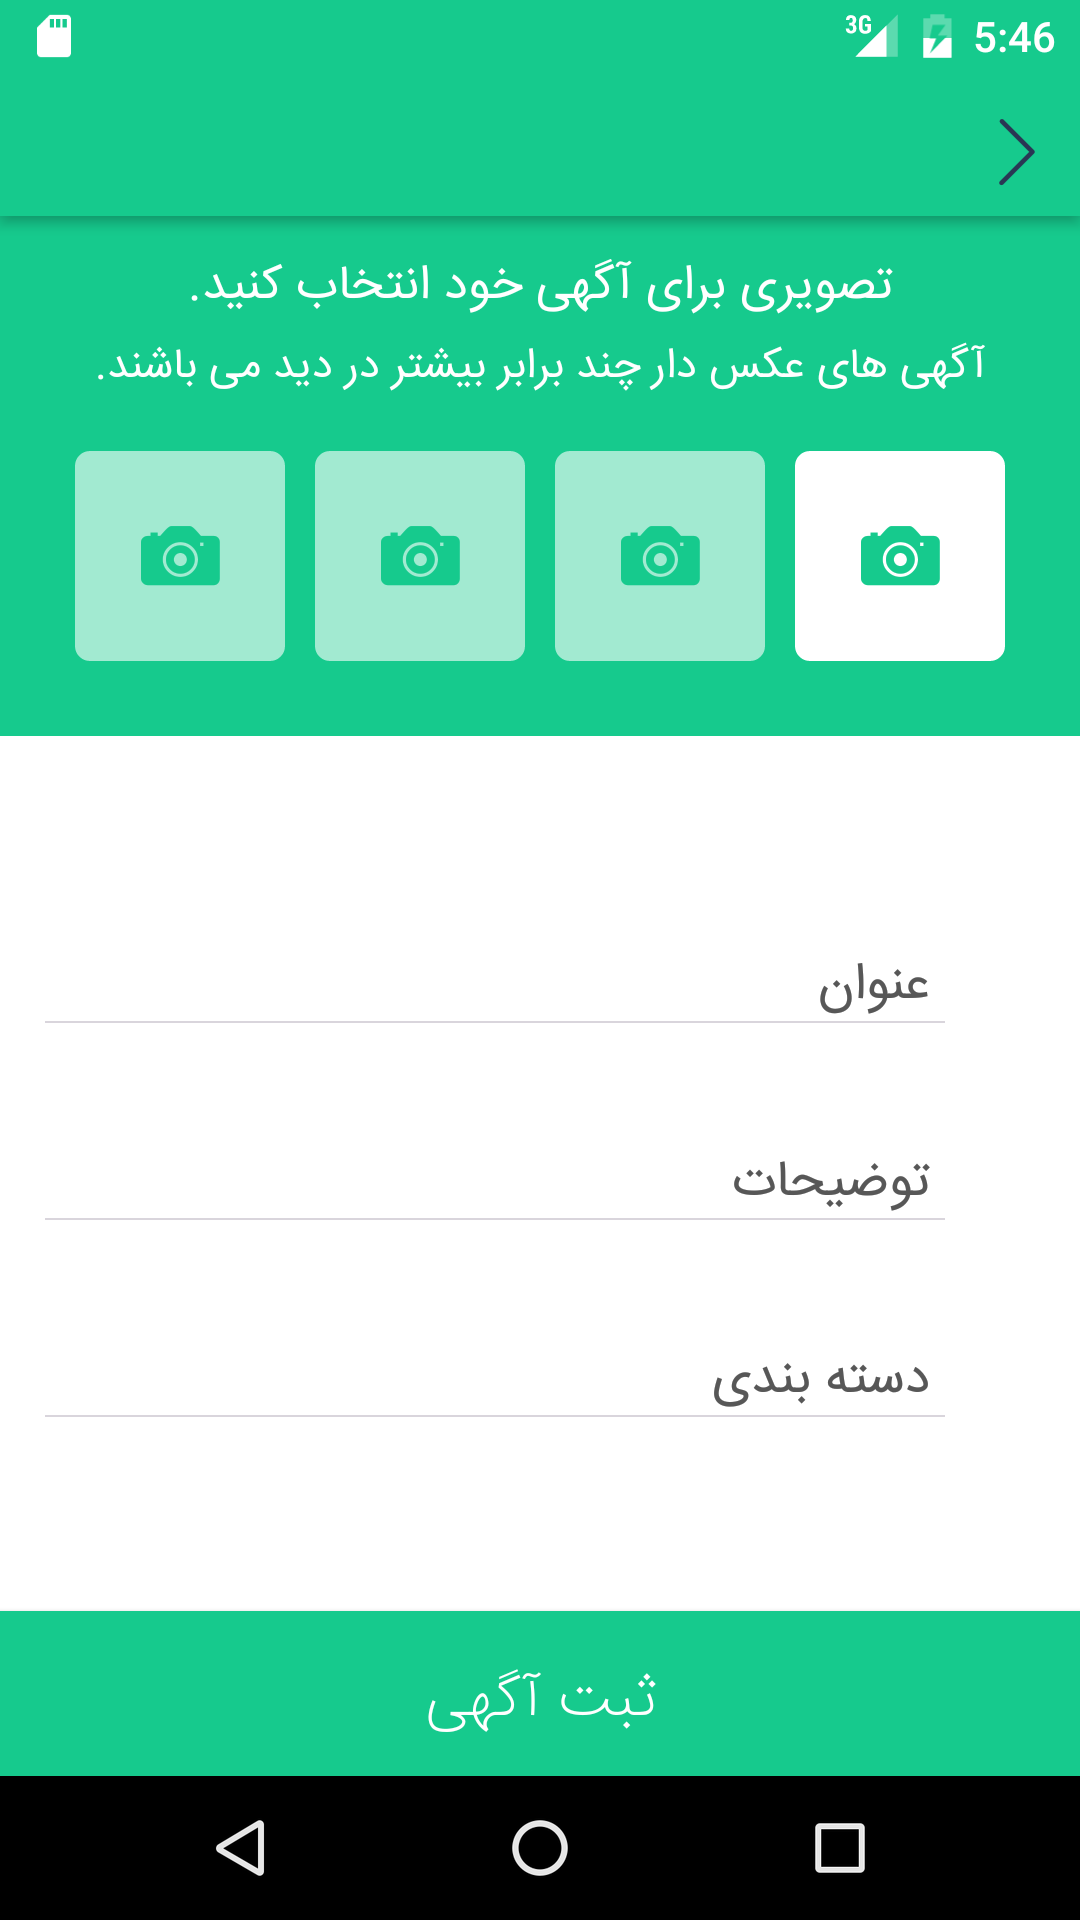 3G 5:46
تصویری برای آگهی خود انتخاب کنید.
آگهی های عکس دار چند برابر بیشتر در دید می باشند.
عنوان
توضیحات
دسته بندی
ثبت آگهی